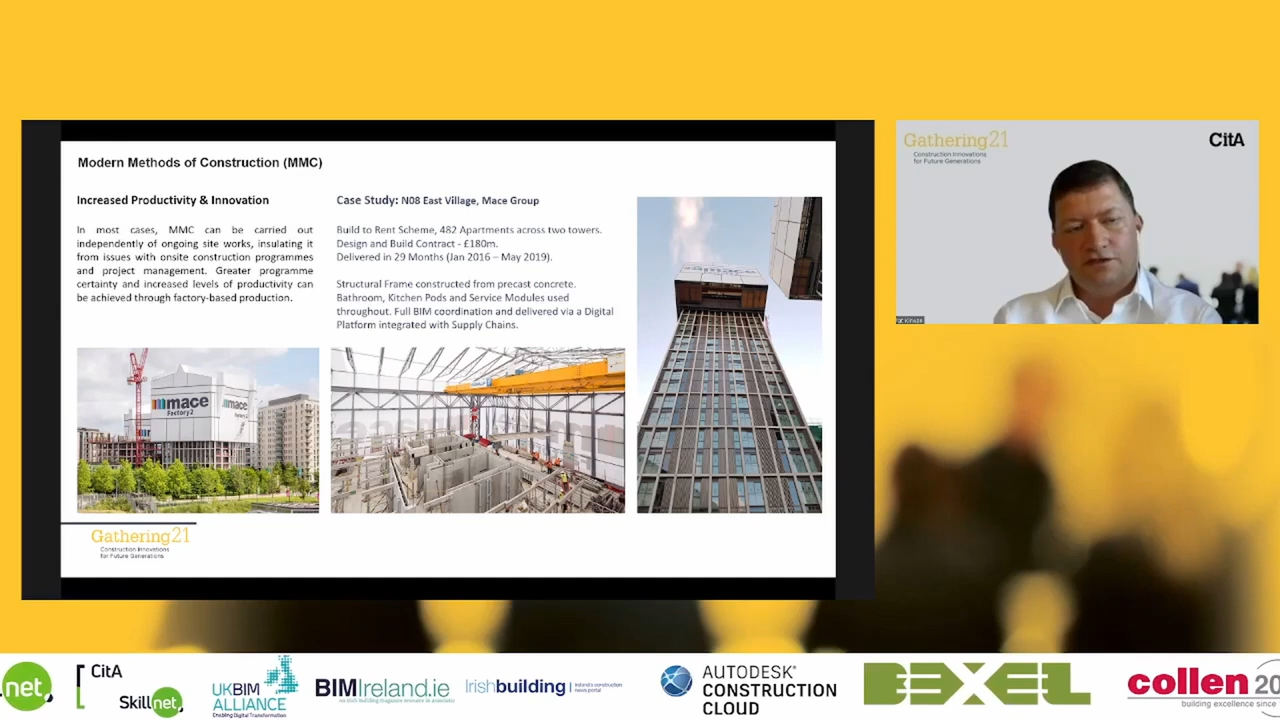 Modern Methods of Construction (MMC)
Increased Productivity & Innovation
In most cases, MMC can be carried out
independently of ongoing site works, insulating it
from issues with onsite construction programmes
and project management. Greater programme
certainty and increased levels of productivity can
be achieved through factory-based production.
Case Study: N08 East Village, Mace Group
Build to Rent Scheme, 482 Apartments across two towers.
Design and Build Contract - £180m.
Delivered in 29 Months (Jan 2016 – May 2019).
Structural Frame constructed from precast concrete.
Bathroom, Kitchen Pods and Service Modules used
throughout. Full BIM coordination and delivered via a Digital
Platform integrated with Supply Chains.
mace
Factory2
mace
Gathering21
Construction Innovations
for Future Generations
Gathering21
Construction Innovations
for Future Generations
CitA
net
CitA
Skillnet
UKBIM
ALLIANCE
Enabling Digital Transformation
BIMIreland.ie
Irishbuilding
Ireland's construction
news portal
AUTODESK®
CONSTRUCTION
CLOUD
BEXEL
collen 20
building excellence since